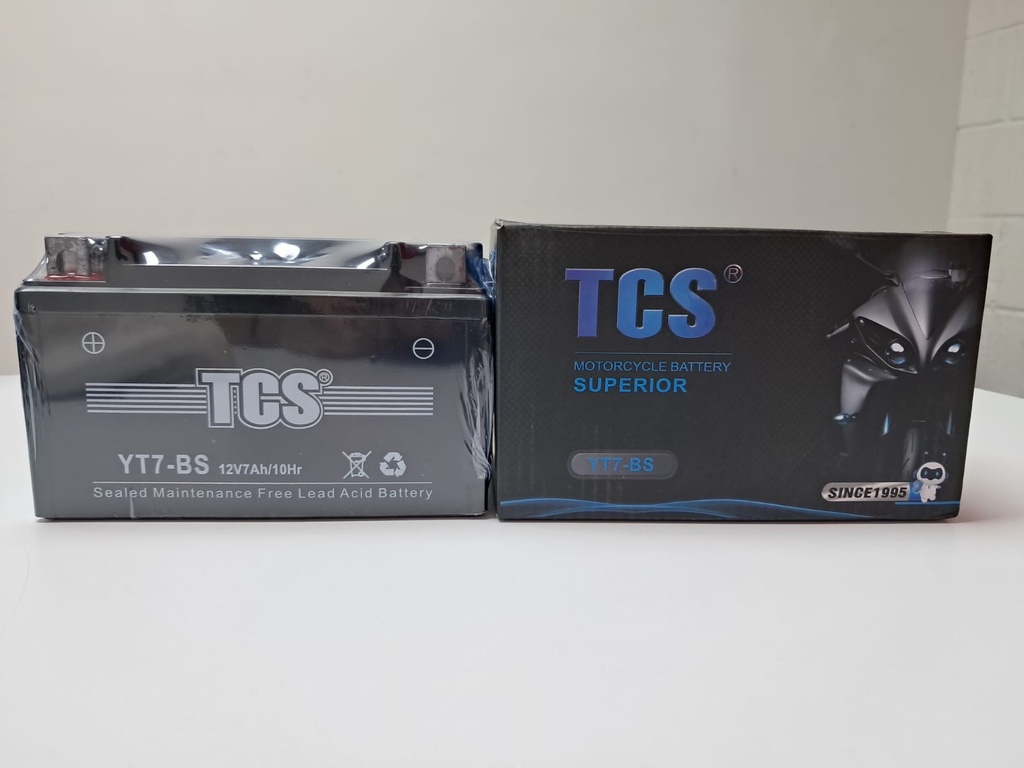 TCS®
YT7-BS 12V7Ah/10Hr
Sealed Maintenance Free Lead Acid Battery
TCS®
MOTORCYCLE BATTERY
SUPERIOR
YT7-BS
SINCE1995